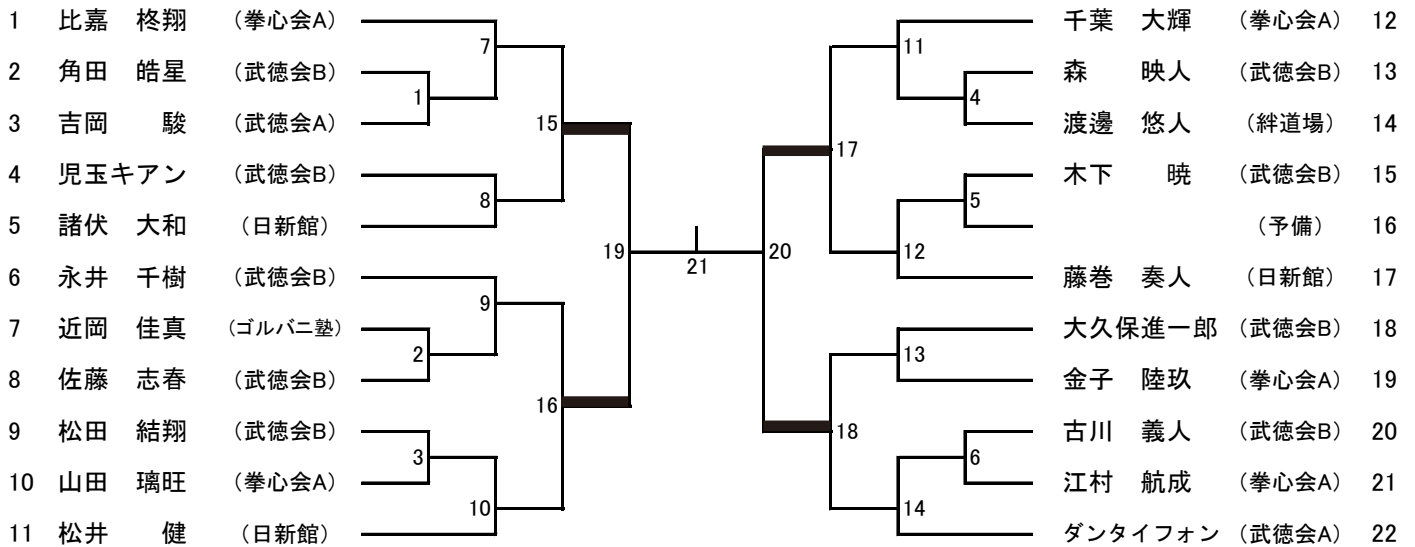 1 比嘉 柊翔 (拳心会A)
2 角田 皓星 (武徳会B)
3 吉岡 駿 (武徳会A)
4 児玉キアン (武徳会B)
5 諸伏 大和 (日新館)
6 永井 千樹 (武徳会B)
7 近岡 佳真 (ゴルバニ塾)
8 佐藤 志春 (武徳会B)
9 松田 結翔 (武徳会B)
10 山田 璃旺 (拳心会A)
11 松井 健 (日新館)
7
1
15
8
19
9
2
16
3
10
21
11
4
17
5
20
12
13
18
6
14
千葉 大輝 (拳心会A) 12
森 映人 (武徳会B) 13
渡邊 悠人 (絆道場) 14
木下 暁 (武徳会B) 15
(予備) 16
藤巻 奏人 (日新館) 17
大久保進一郎 (武徳会B) 18
金子 陸玖 (拳心会A) 19
古川 義人 (武徳会B) 20
江村 航成 (拳心会A) 21
ダンタイフォン (武徳会A) 22